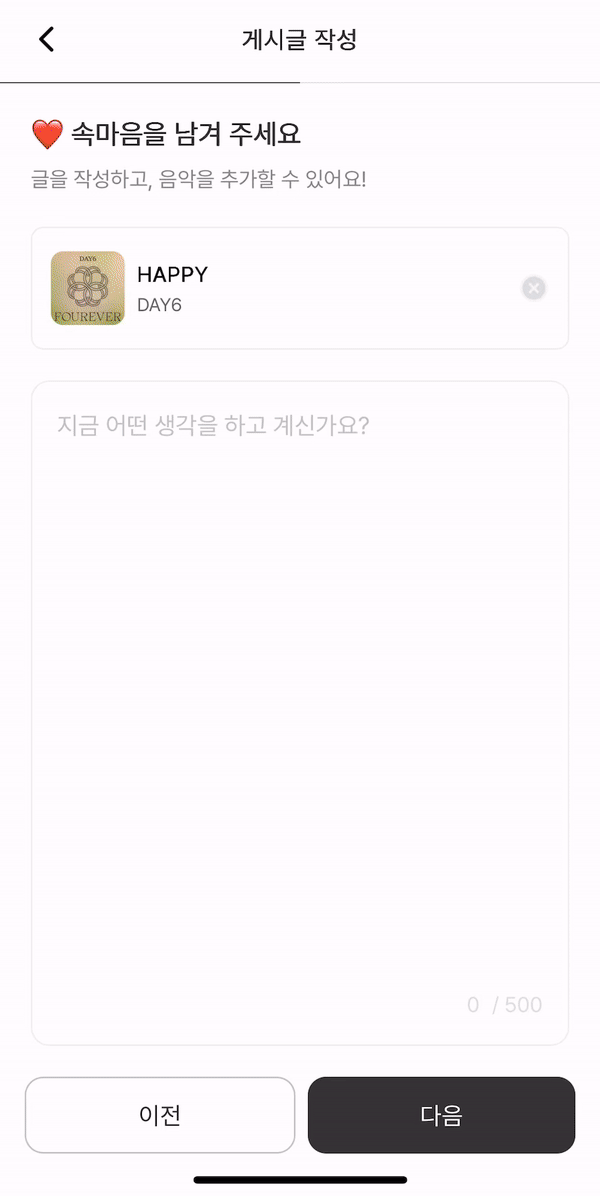 게시글 작성
❤️ 속마음을 남겨 주세요
글을 작성하고, 음악을 추가할 수 있어요!
DAY6
FOUREVER
HAPPY
DAY6
지금 어떤 생각을 하고 계신가요?
0 / 500
이전
다음